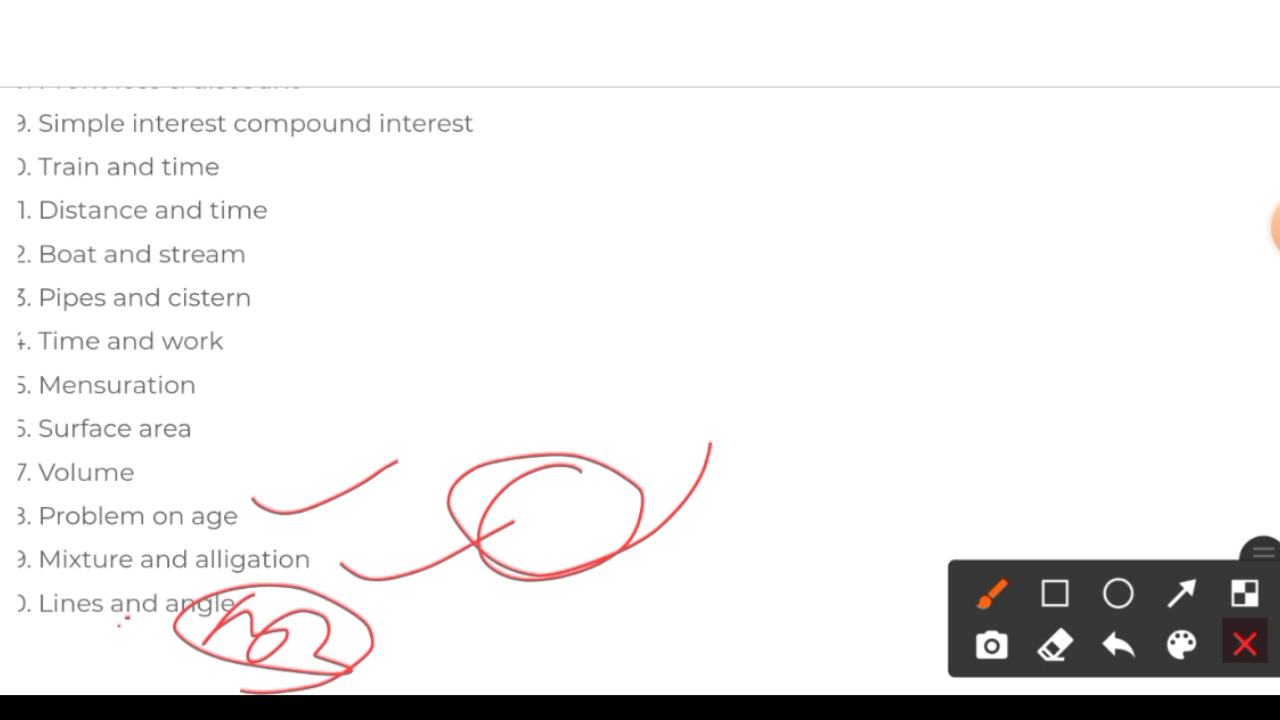 9. Simple interest compound interest
0. Train and time
1. Distance and time
2. Boat and stream
3. Pipes and cistern
4. Time and work
5. Mensuration
6. Surface area
7. Volume
8. Problem on age
9. Mixture and alligation
0. Lines and angle